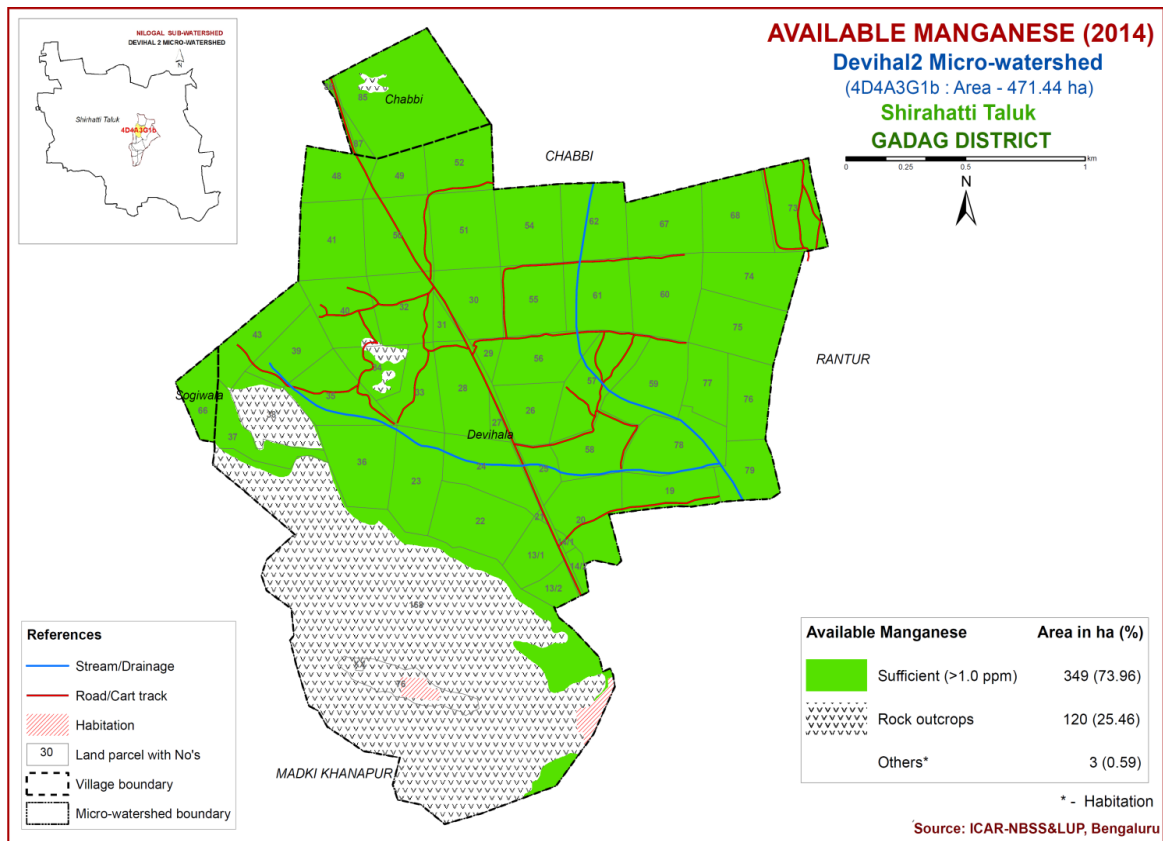 NILOGAL SUB-WATERSHED
DEVIHAL 2 MICRO-WATERSHED
N
Shirhatti Taluk
4D4A3G1b
AVAILABLE MANGANESE (2014)
Devihal2 Micro-watershed
(4D4A3G1b : Area - 471.44 ha)
Shirahatti Taluk
GADAG DISTRICT
0 0.25 0.5 1 km
N
85
Chabbi
87
CHABBI
52
48 49
41 50 51 54 62 67 68 73
74
40 32 30 55 61 60
31 75
43 39 29 56
RANTUR
34 57 59 77
35 33 28 76
Sogiwala
66 38 27 26
37 Devihala 58 78
36 23 24 25 79
19
22 21 20
13/1 14/1
13/2
169
76
MADKI KHANAPUR
References
Stream/Drainage
Road/Cart track
Habitation
30 Land parcel with No's
Village boundary
Micro-watershed boundary
Available Manganese Area in ha (%)
Sufficient (>1.0 ppm) 349 (73.96)
Rock outcrops 120 (25.46)
Others* 3 (0.59)
* - Habitation
Source: ICAR-NBSS&LUP, Bengaluru